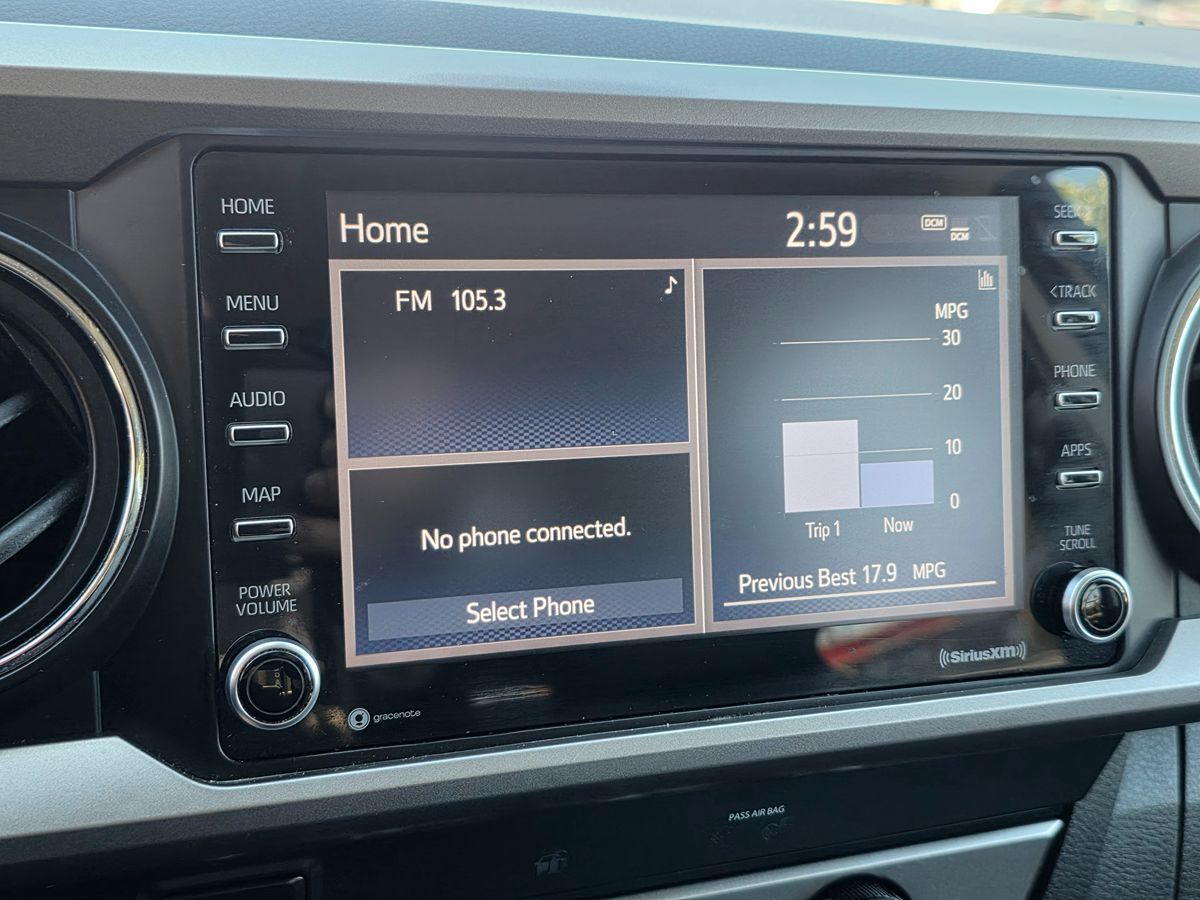 HOME
MENU
AUDIO
MAP
POWER
VOLUME
Home
2:59
DCM
DCM
FM 105.3
No phone connected.
Select Phone
MPG
30
20
10
0
Trip 1
Now
Previous Best 17.9 MPG
SEEK>
<TRACK
PHONE
APPS
TUNE
SCROLL
gracenote
SiriusXM
PASS AIR BAG